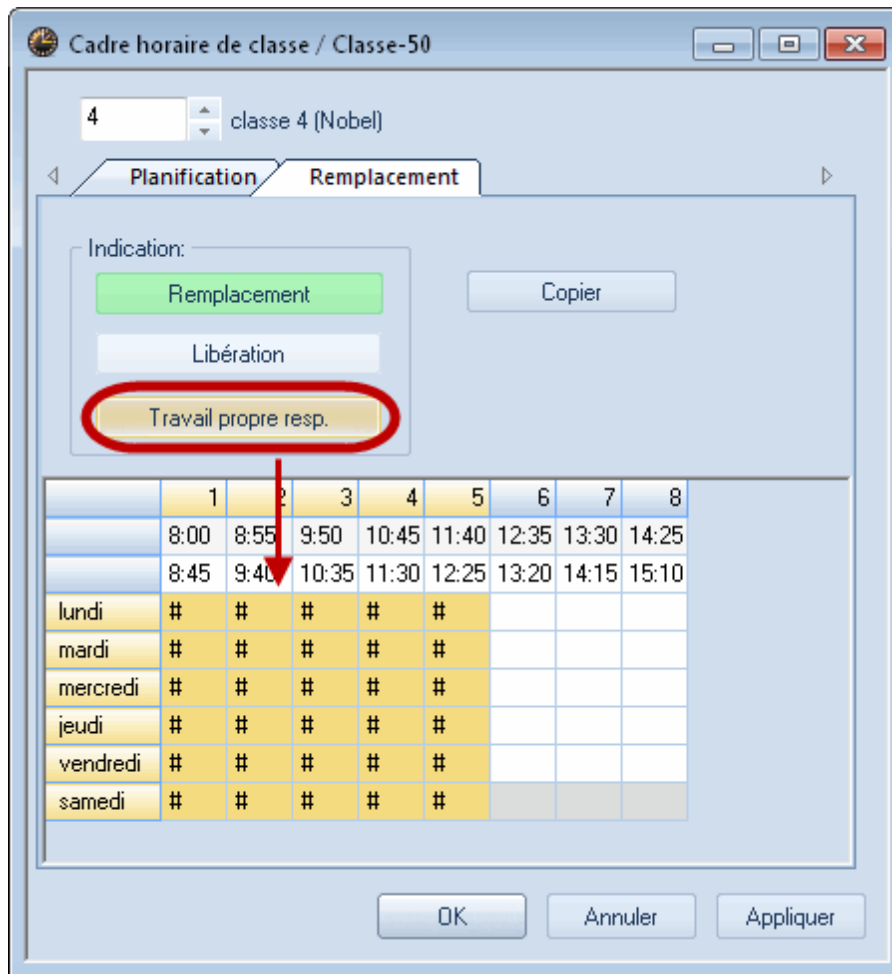 Cadre horaire de classe / Classe-50
4 classe 4 (Nobel)
Planification Remplacement
Indication:
Remplacement Copier
Libération
Travail propre resp.
1 2 3 4 5 6 7 8
8:00 8:55 9:50 10:45 11:40 12:35 13:30 14:25
8:45 9:40 10:35 11:30 12:25 13:20 14:15 15:10
lundi # # # # #
mardi # # # # #
mercredi # # # # #
jeudi # # # # #
vendredi # # # # #
samedi # # # # #
OK Annuler Appliquer